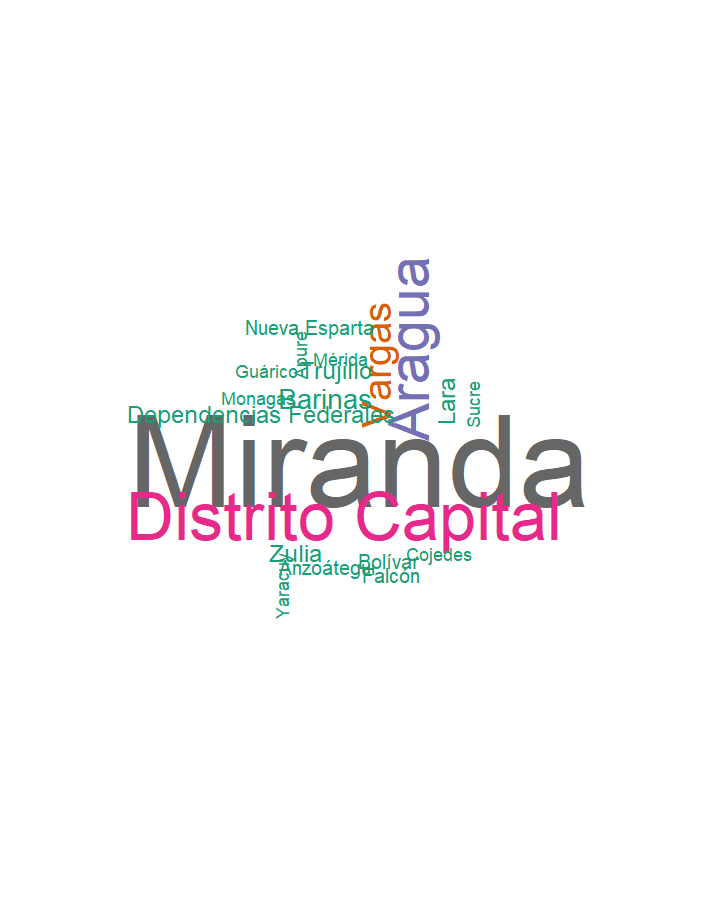 Aragua
Vargas
Nueva Esparta
Apure
Mérida
Guárico
Trujillo
Lara
Sucre
Barinas
Monagas
Dependencias Federales
Miranda
Distrito Capital
Zulia
Cojedes
Bolívar
Anzoátegui
Falcón
Yaracuy